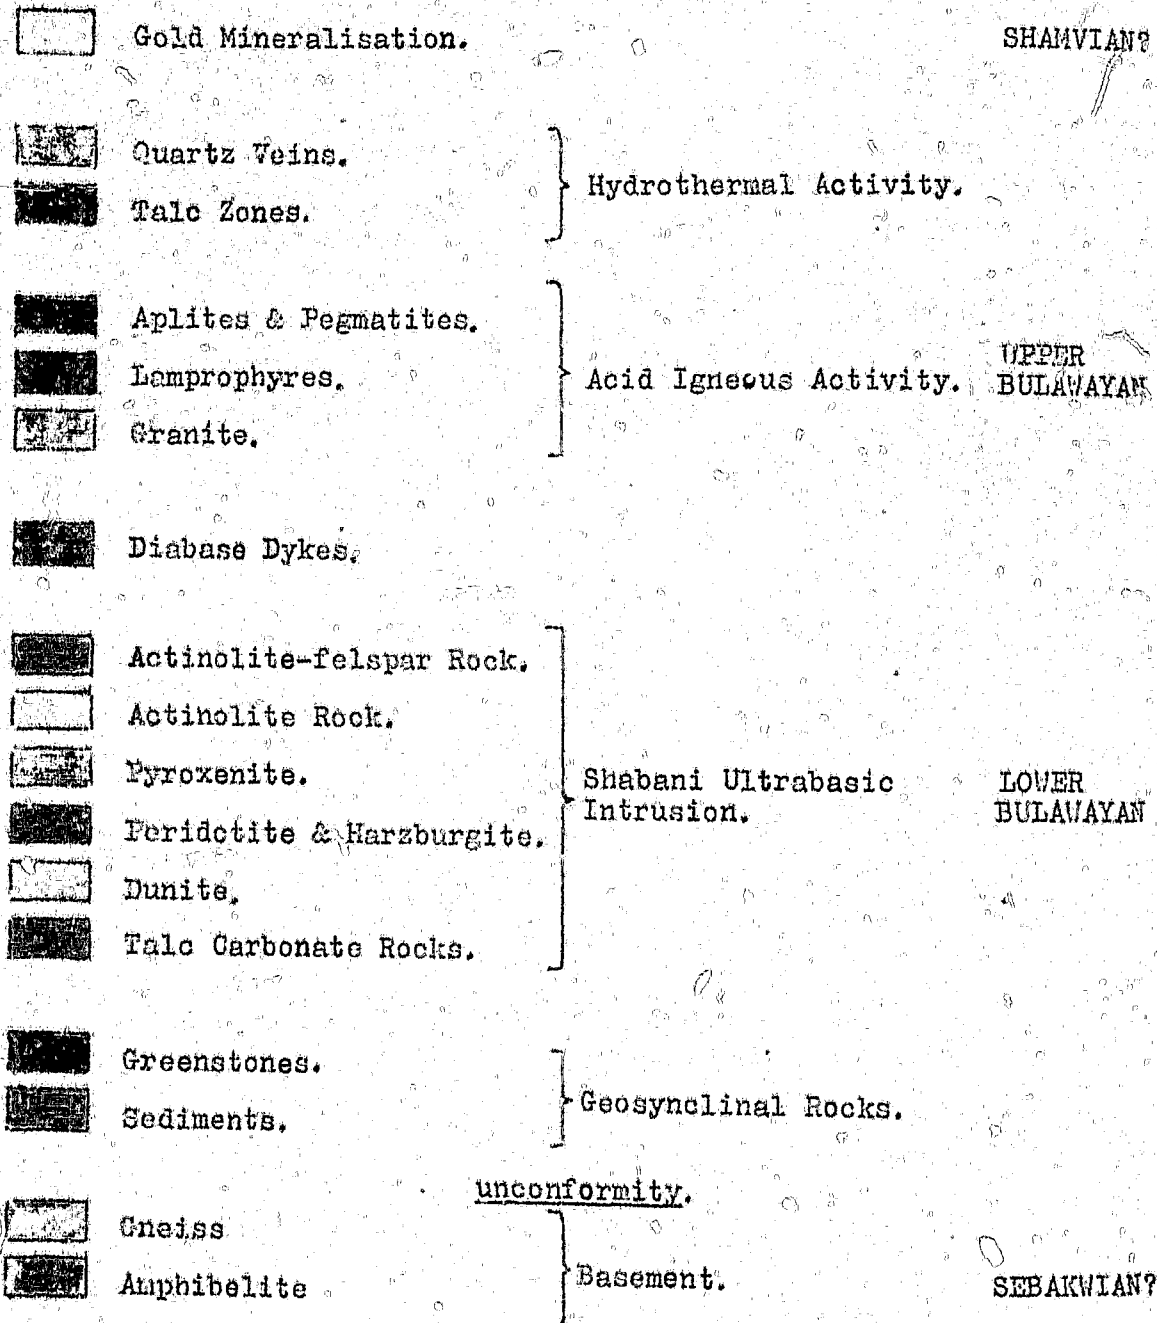 Gold Mineralisation. SHAMVIAN?
Quartz Veins.
Hydrothermal Activity.
Talc Zones.
Aplites & Pegmatites.
Lamprophyres.
Acid Igneous Activity.
UPPER
BULAWAYAN
Granite.
Diabase Dykes.
Actinolite-felspar Rock.
Actinolite Rock.
Pyroxenite.
Shabani Ultrabasic
Intrusion.
LOWER
BULAWAYAN
Peridotite & Harzburgite.
Dunite.
Talc Carbonate Rocks.
Greenstones.
Geosynclinal Rocks.
Sediments.
unconformity.
Gneiss
Basement.
Amphibelite
SEBAKWIAN?